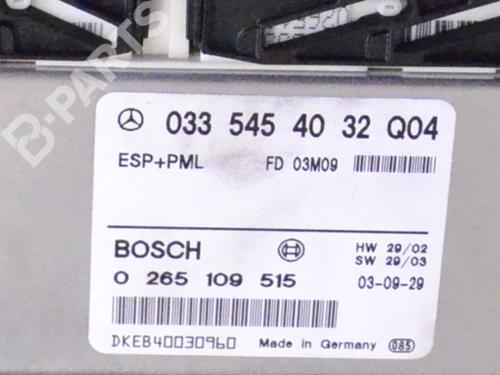 033 545 40 32 Q04
ESP+PML FD 03M09
BOSCH HW 29/02
SW 29/03
0 265 109 515 03-09-29
DKEB40030960 Made in Germany 085
B-PARTS